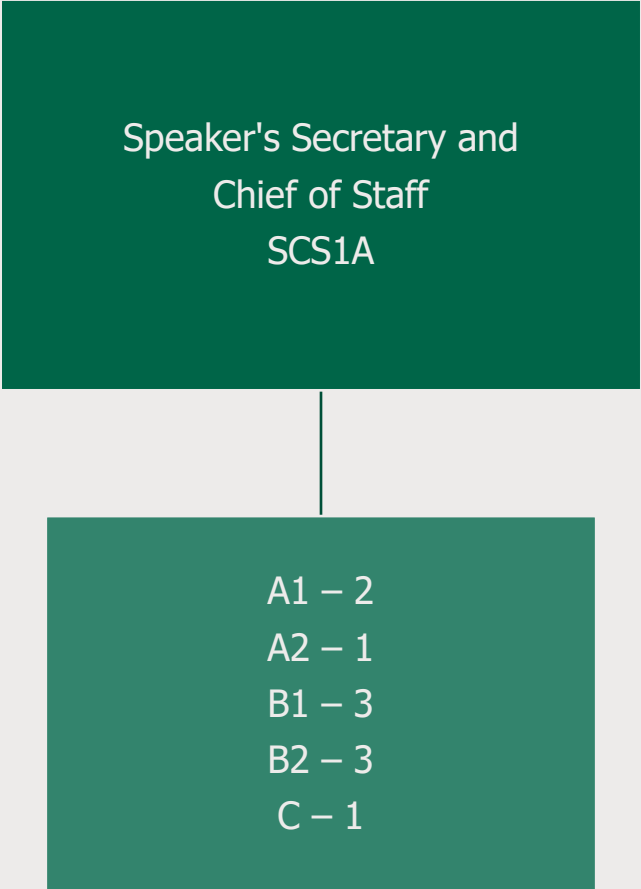 Speaker's Secretary and
Chief of Staff
SCS1A
A1 – 2
A2 – 1
B1 – 3
B2 – 3
C – 1